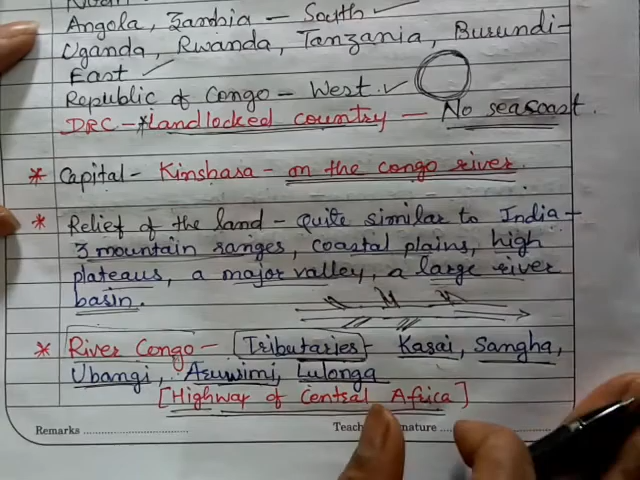 Angola, Zambia - South
Uganda, Rwanda, Tanzania, Burundi-
East
Republic of Congo - West.
DRC - *Landlocked country - No seacoast.
* Capital - Kinshasa - on the congo river.
* Relief of the land - Quite similar to India -
3 mountain ranges, coastal plains, high
plateaus, a major valley, a large river
basin.
* River Congo - Tributaries - Kasai, Sangha,
Ubangi, Asuwimi, Lulonga
[Highway of Central Africa]
Remarks